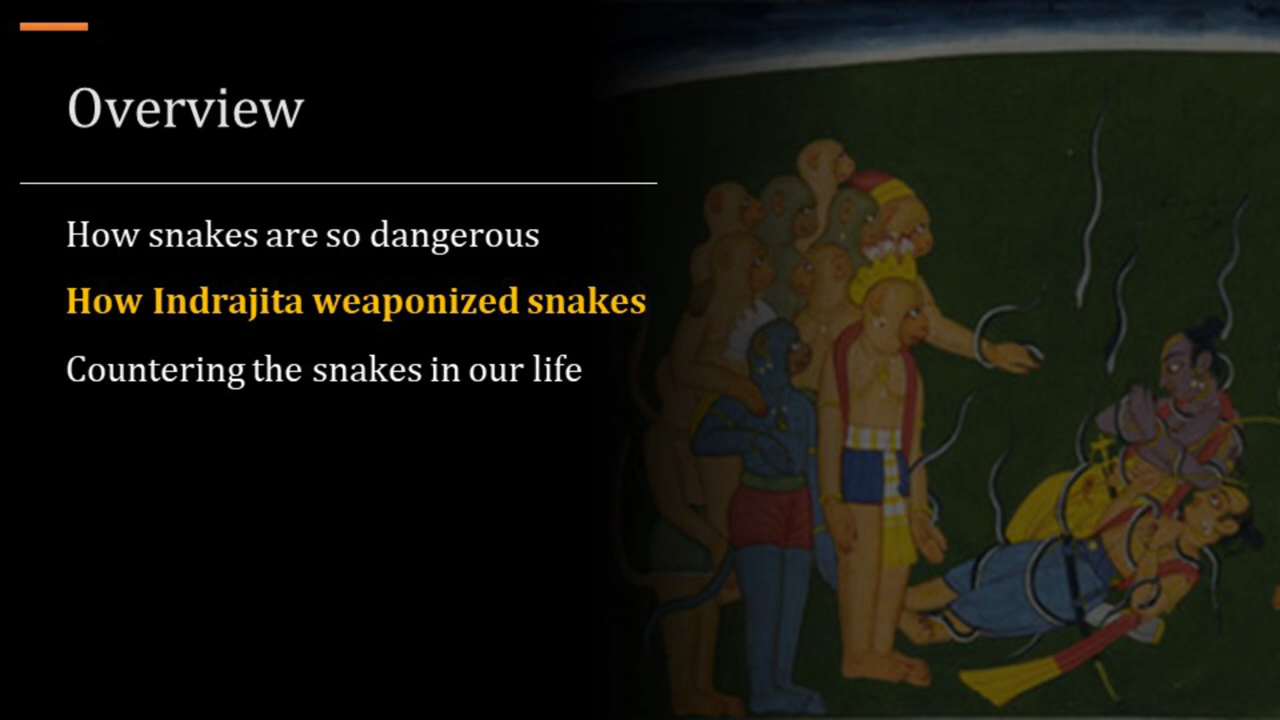 Overview
How snakes are so dangerous
How Indrajita weaponized snakes
Countering the snakes in our life